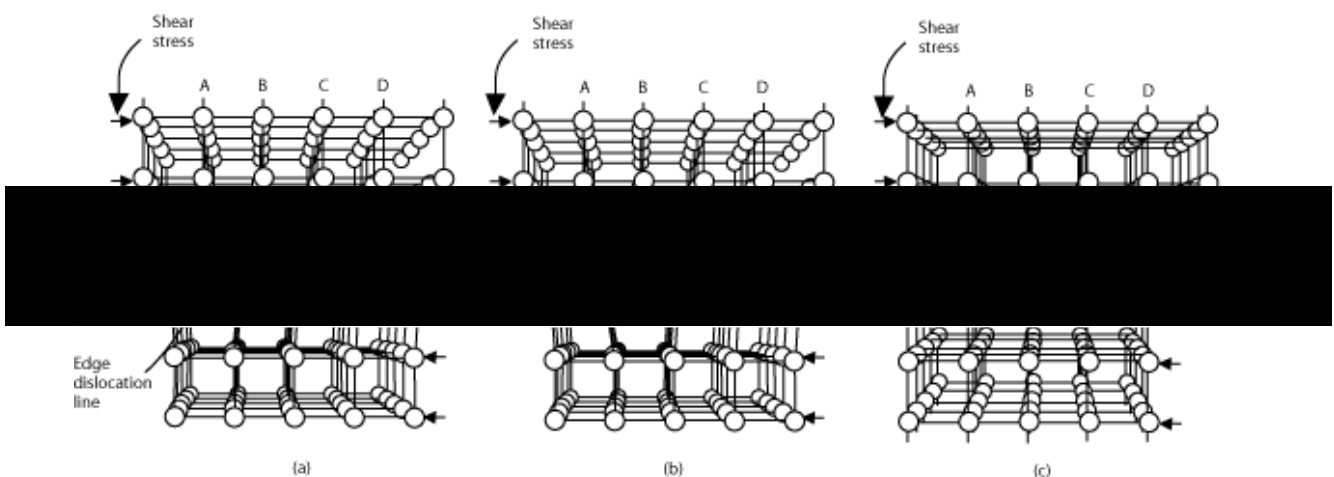 Shear
stress
A B C D
Shear
stress
A B C D
Shear
stress
A B C D
Edge
dislocation
line
(a)
(b)
(c)